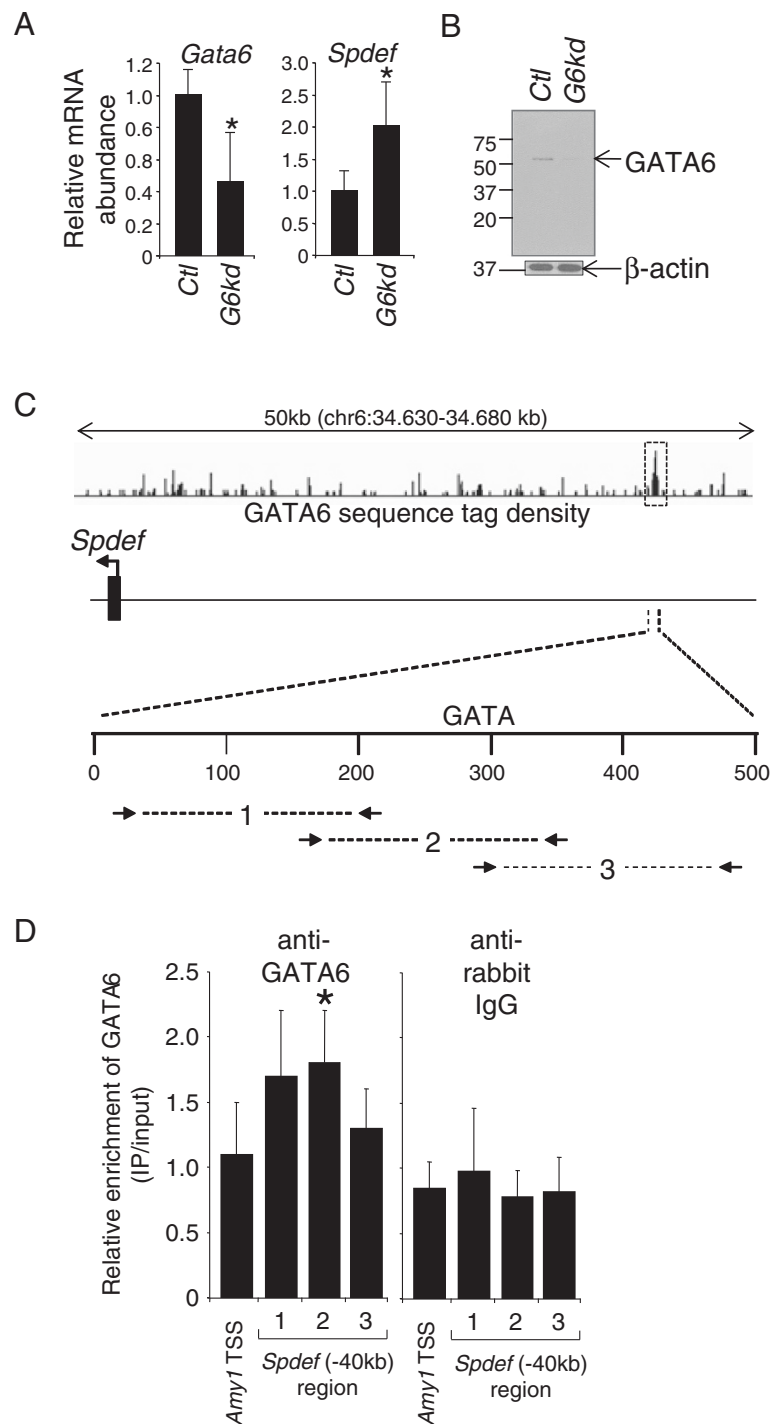 A
Gata6
Spdef
Relative mRNA
abundance
1.2
1.0
0.6
0.8
0.4
0.2
0
*
Ctl
G6kd
3.0
2.5
2.0
1.5
1.0
0.5
0
*
Ctl
G6kd
B
Ctl
G6kd
75
50
37
20
GATA6
37
β-actin
C
50kb (chr6:34.630-34.680 kb)
GATA6 sequence tag density
Spdef
GATA
0 100 200 300 400 500
1
2
3
D
anti-
GATA6
anti-
rabbit
IgG
Relative enrichment of GATA6
(IP/input)
2.5
2.0
1.5
1.0
0.5
0
*
Amy1 TSS
1 2 3
Spdef (-40kb)
region
Amy1 TSS
1 2 3
Spdef (-40kb)
region